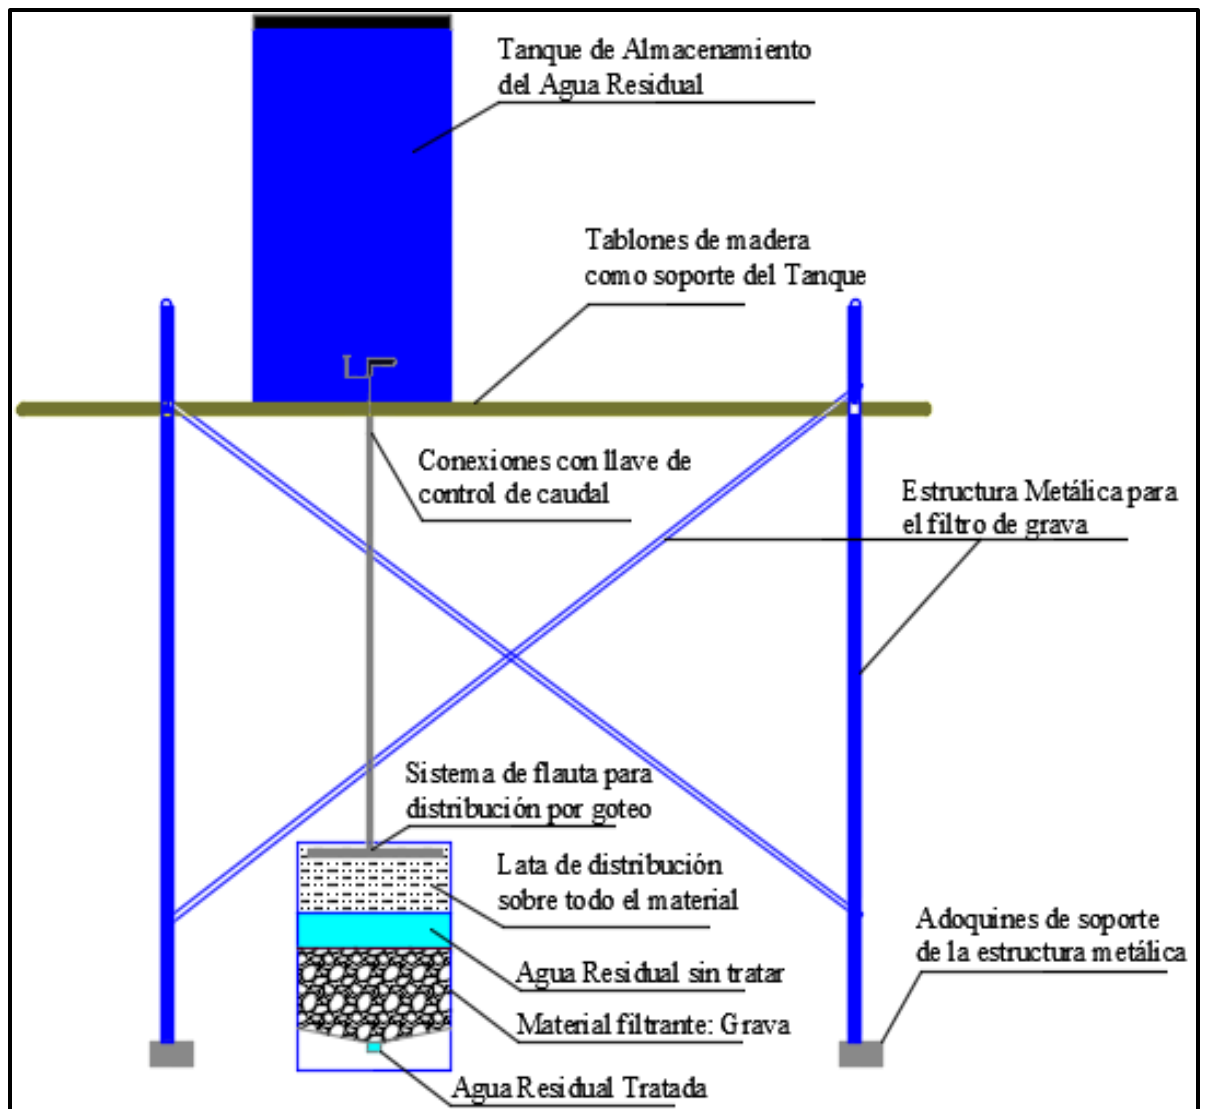 Tanque de Almacenamiento
del Agua Residual
Tablones de madera
como soporte del Tanque
Conexiones con llave de
control de caudal
Estructura Metálica para
el filtro de grava
Sistema de flauta para
distribución por goteo
Lata de distribución
sobre todo el material
Adoquines de soporte
de la estructura metálica
Agua Residual sin tratar
Material filtrante: Grava
Agua Residual Tratada